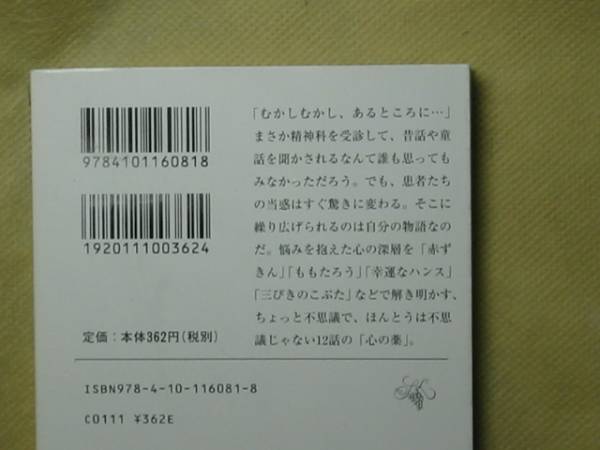 9784101160818
1920111003624
定価：本体362円（税別）
ISBN978-4-10-116081-8
C0111 ¥362E
「むかしむかし、あるところに…」
まさか精神科を受診して、昔話や童
話を聞かされるなんて誰も思っても
みなかっただろう。でも、患者たち
の当惑はすぐ驚きに変わる。そこに
繰り広げられるのは自分の物語なの
だ。悩みを抱えた心の深層を「赤ず
きん」「ももたろう」「幸運なハンス」
「三びきのこぶた」などで解き明かす、
ちょっと不思議で、ほんとうは不思
議じゃない12話の「心の薬」。